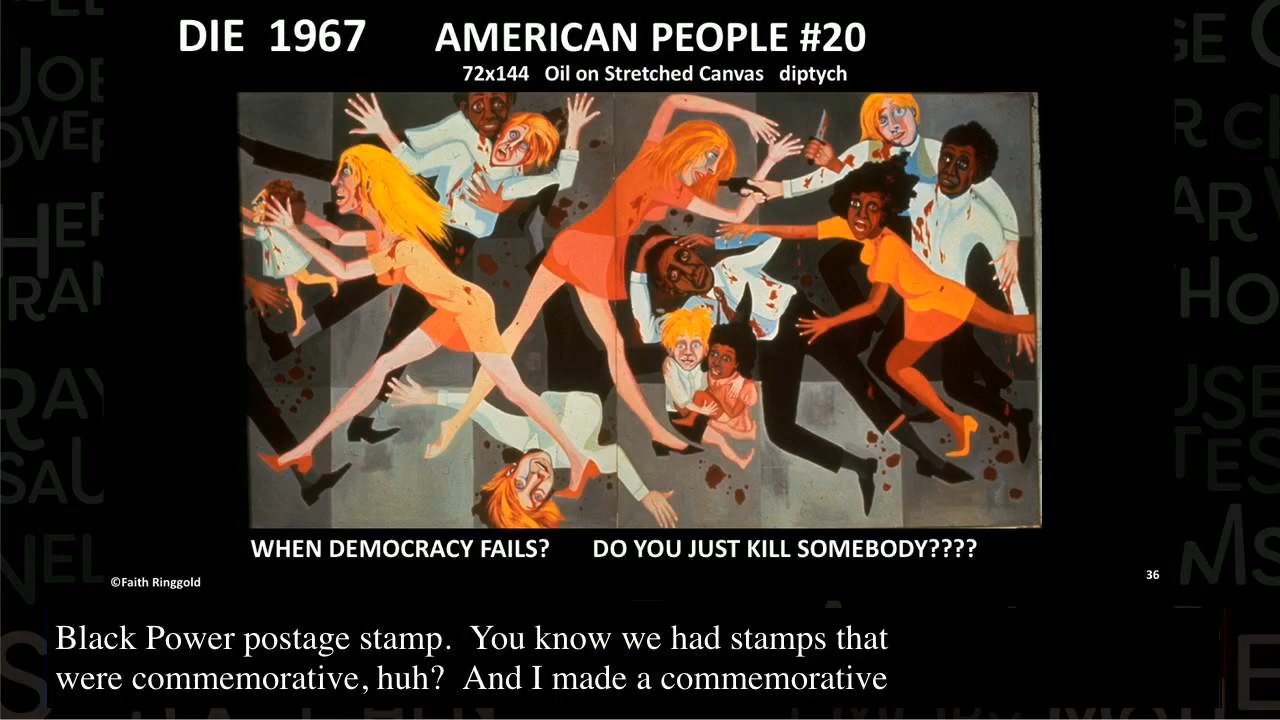 DIE 1967 AMERICAN PEOPLE #20
72x144 Oil on Stretched Canvas diptych
WHEN DEMOCRACY FAILS? DO YOU JUST KILL SOMEBODY????
©Faith Ringgold
36
Black Power postage stamp. You know we had stamps that
were commemorative, huh? And I made a commemorative